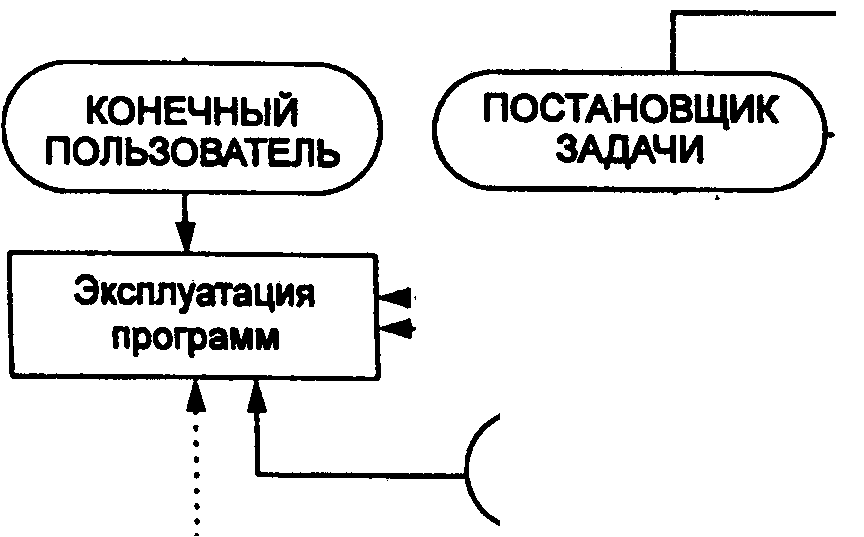 КОНЕЧНЫЙ
ПОЛЬЗОВАТЕЛЬ
ПОСТАНОВЩИК
ЗАДАЧИ
Эксплуатация
программ